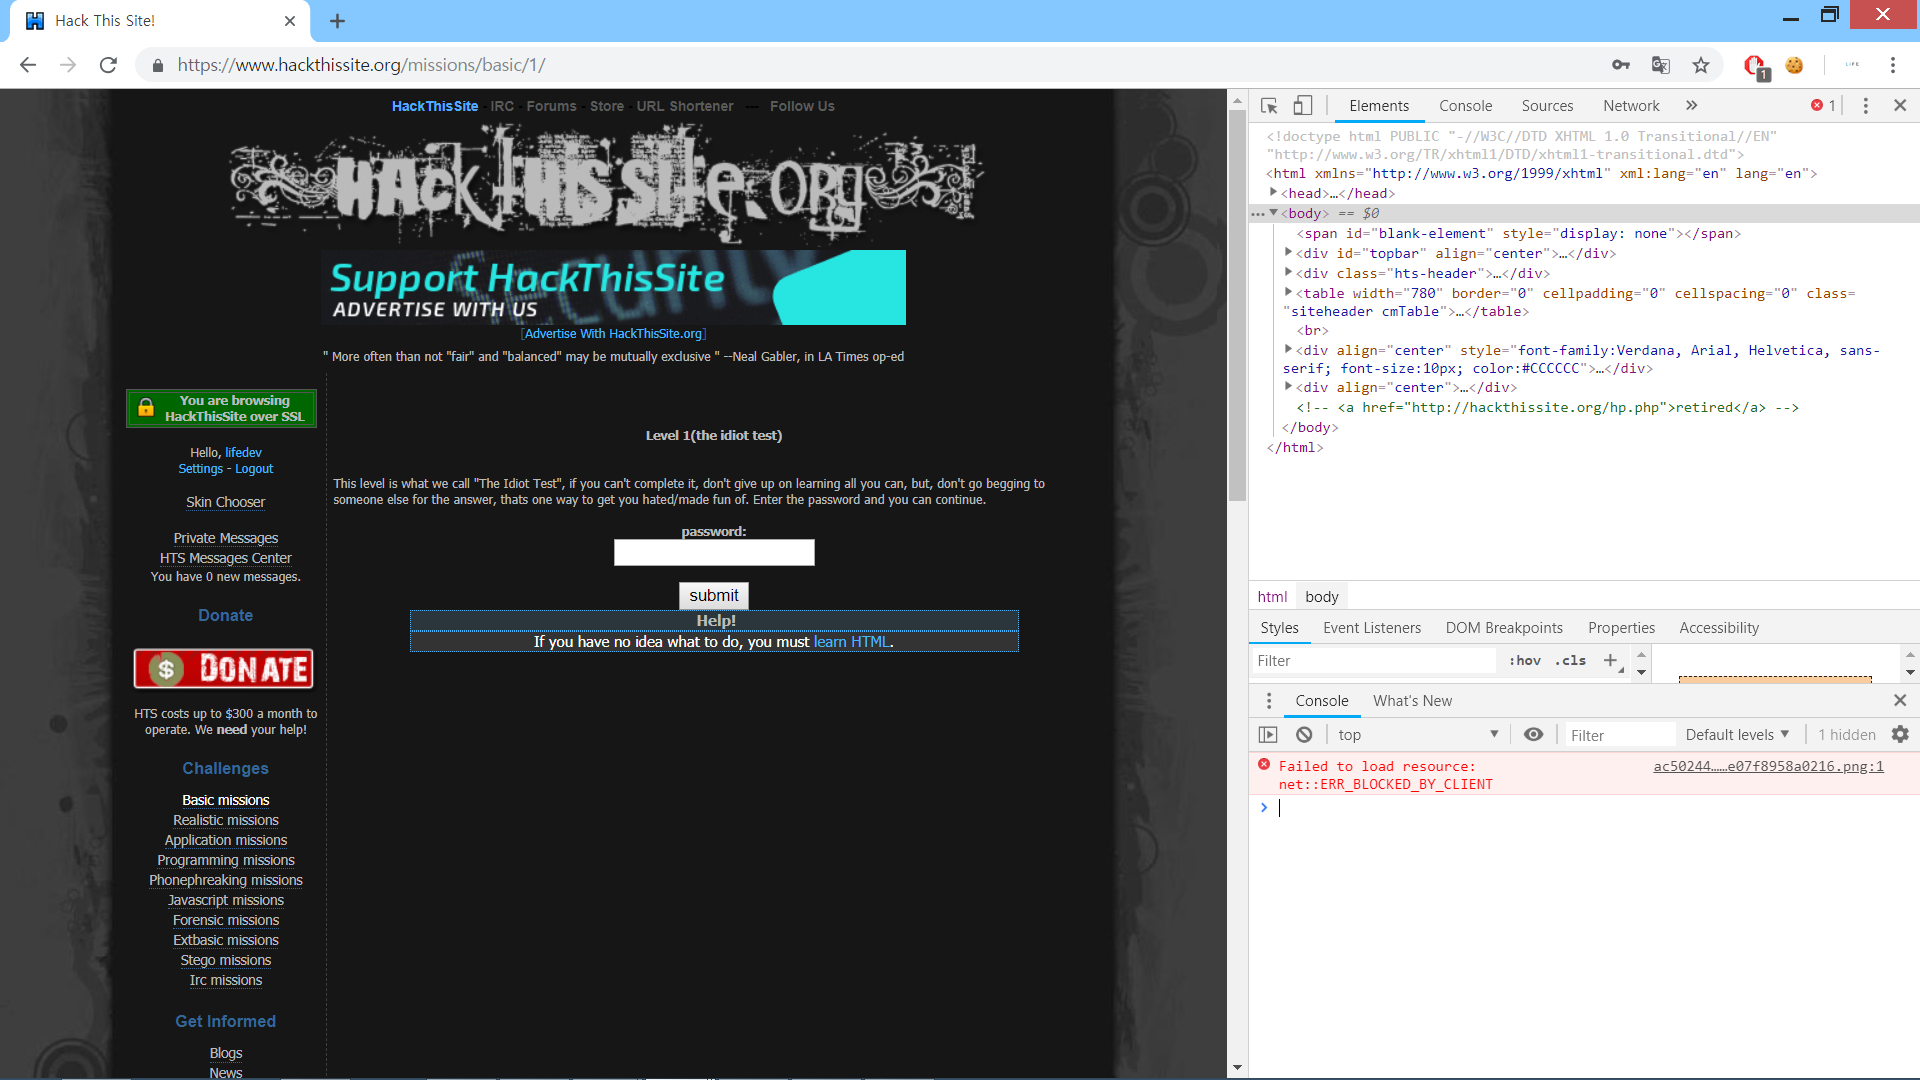 Hack This Site!
https://www.hackthissite.org/missions/basic/1/
1
LIFE
HackThisSite - IRC - Forums - Store - URL Shortener --- Follow Us
HACk THIS SITE.ORG
Support HackThisSite
ADVERTISE WITH US
[Advertise With HackThisSite.org]
" More often than not "fair" and "balanced" may be mutually exclusive " --Neal Gabler, in LA Times op-ed
You are browsing
HackThisSite over SSL
Hello, lifedev
Settings - Logout
Skin Chooser
Private Messages
HTS Messages Center
You have 0 new messages.
Donate
$ DONATE
HTS costs up to $300 a month to
operate. We need your help!
Challenges
Basic missions
Realistic missions
Application missions
Programming missions
Phonephreaking missions
Javascript missions
Forensic missions
Extbasic missions
Stego missions
Irc missions
Get Informed
Blogs
News
Level 1(the idiot test)
This level is what we call "The Idiot Test", if you can't complete it, don't give up on learning all you can, but, don't go begging to
someone else for the answer, thats one way to get you hated/made fun of. Enter the password and you can continue.
password:
submit
Help!
If you have no idea what to do, you must learn HTML.
Elements Console Sources Network » 1
<!doctype html PUBLIC "-//W3C//DTD XHTML 1.0 Transitional//EN"
"http://www.w3.org/TR/xhtml1/DTD/xhtml1-transitional.dtd">
<html xmlns="http://www.w3.org/1999/xhtml" xml:lang="en" lang="en">
<head>…</head>
<body> == $0
<span id="blank-element" style="display: none"></span>
<div id="topbar" align="center">…</div>
<div class="hts-header">…</div>
<table width="780" border="0" cellpadding="0" cellspacing="0" class=
"siteheader cmTable">…</table>
<br>
<div align="center" style="font-family:Verdana, Arial, Helvetica, sans-
serif; font-size:10px; color:#CCCCCC">…</div>
<div align="center">…</div>
<!-- <a href="http://hackthissite.org/hp.php">retired</a> -->
</body>
</html>
html body
Styles Event Listeners DOM Breakpoints Properties Accessibility
Filter :hov .cls +
Console What's New
top Filter Default levels 1 hidden
Failed to load resource: ac50244……e07f8958a0216.png:1
net::ERR_BLOCKED_BY_CLIENT